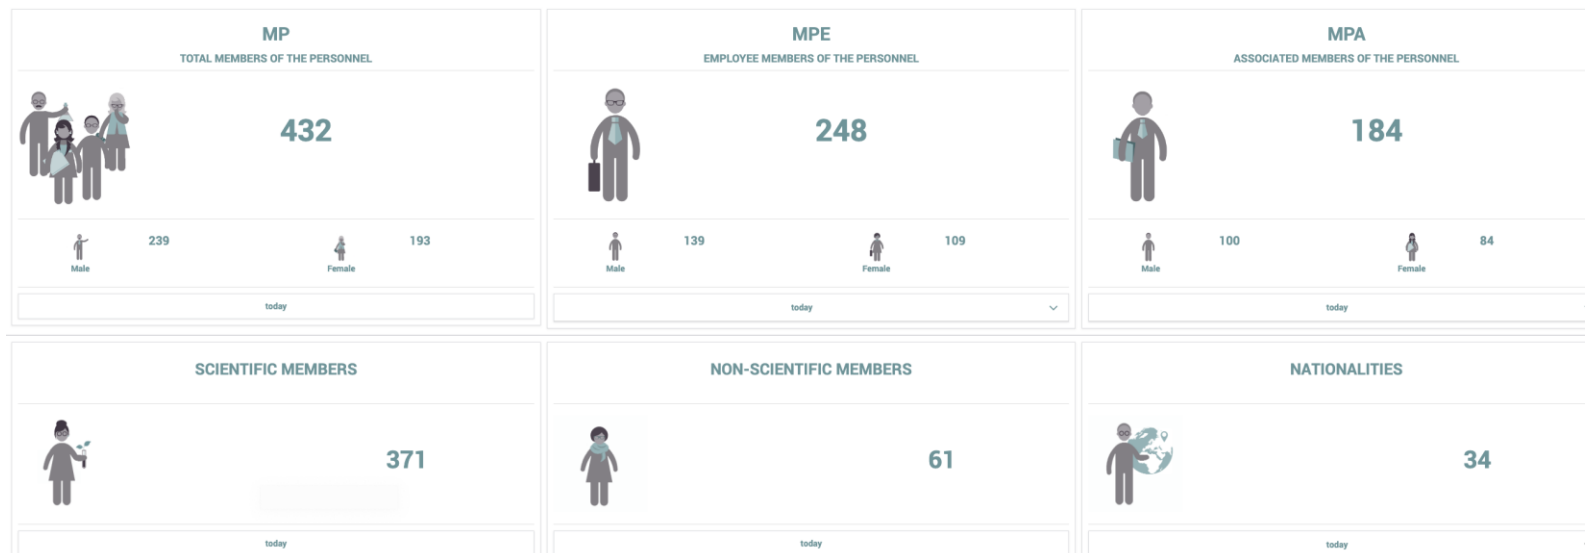 MP
TOTAL MEMBERS OF THE PERSONNEL
432
239
Male
193
Female
today
MPE
EMPLOYEE MEMBERS OF THE PERSONNEL
248
139
Male
109
Female
today
MPA
ASSOCIATED MEMBERS OF THE PERSONNEL
184
100
Male
84
Female
today
SCIENTIFIC MEMBERS
371
today
NON-SCIENTIFIC MEMBERS
61
today
NATIONALITIES
34
today